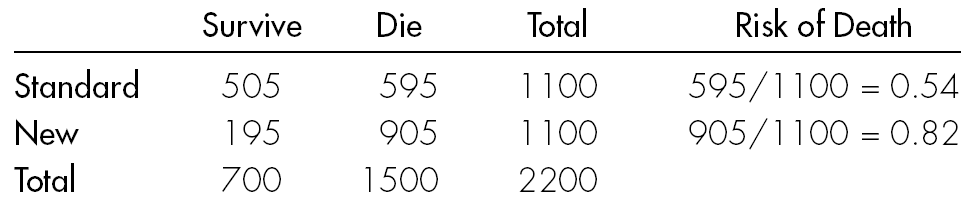 Survive Die Total Risk of Death
Standard 505 595 1100 595/1100 = 0.54
New 195 905 1100 905/1100 = 0.82
Total 700 1500 2200